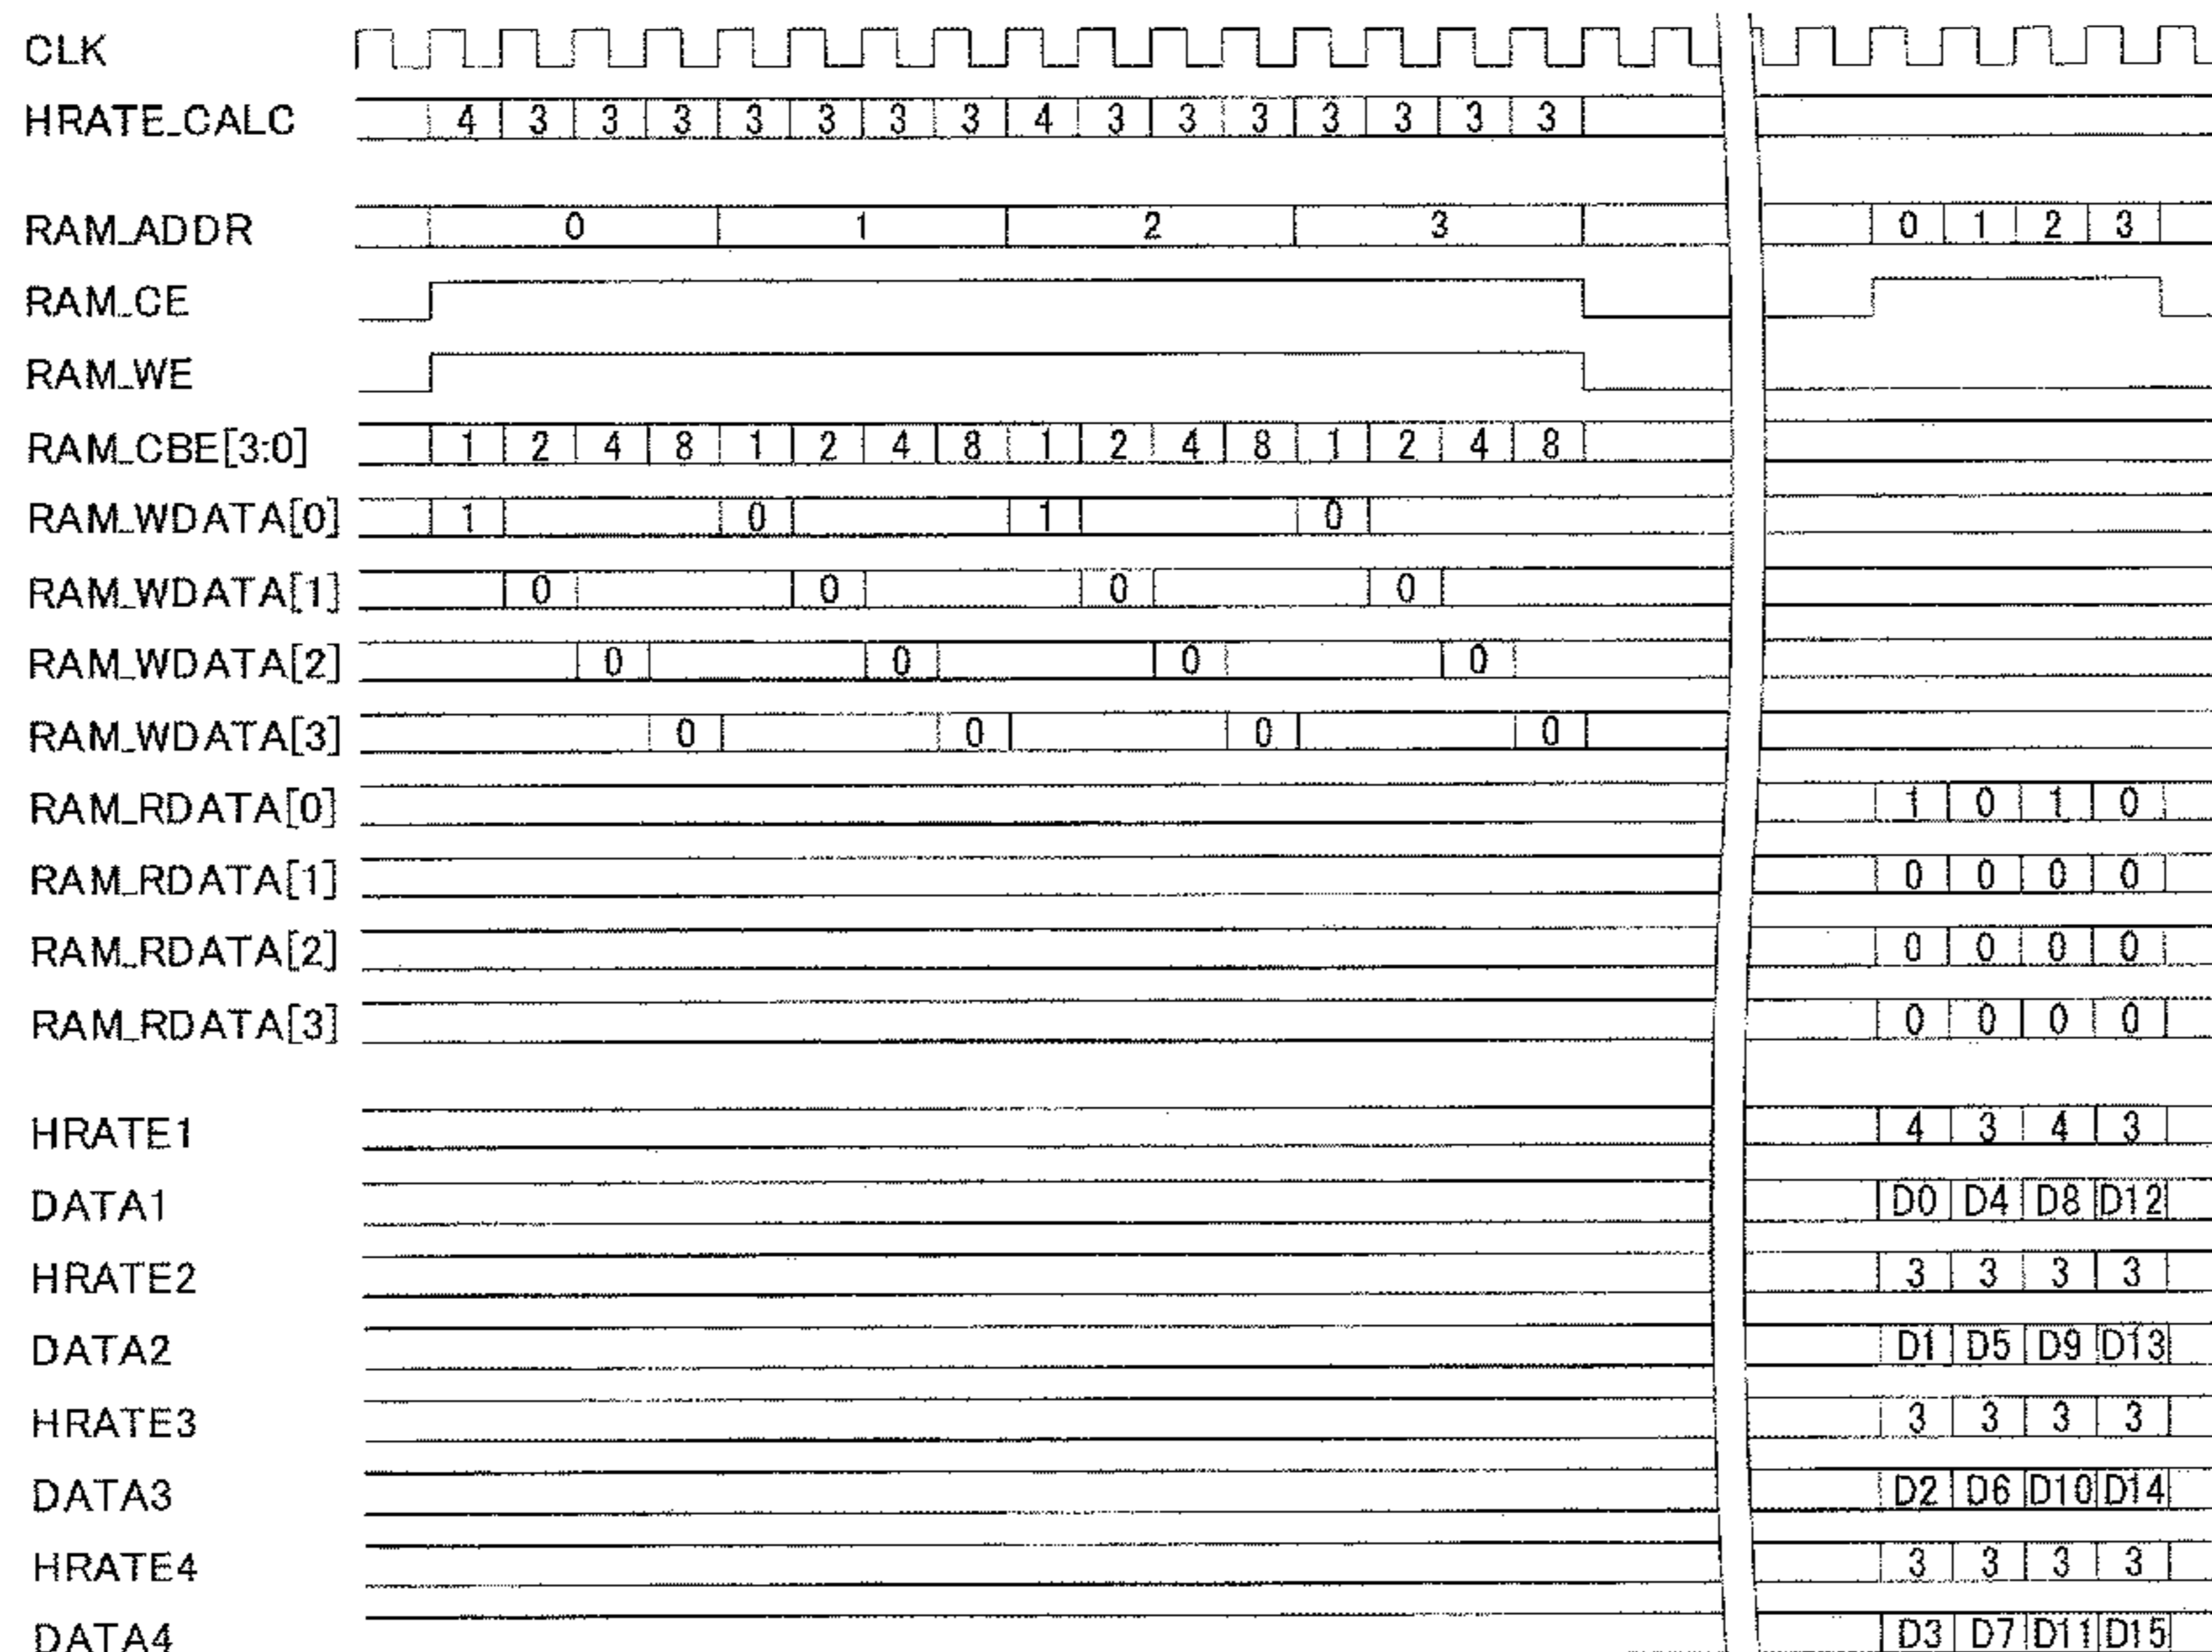 CLK
HRATE_CALC 4 3 3 3 3 3 3 3 4 3 3 3 3 3 3 3
RAM_ADDR 0 1 2 3 0 1 2 3
RAM_CE
RAM_WE
RAM_CBE[3:0] 1 2 4 8 1 2 4 8 1 2 4 8 1 2 4 8
RAM_WDATA[0] 1 0 1 0
RAM_WDATA[1] 0 0 0 0
RAM_WDATA[2] 0 0 0 0
RAM_WDATA[3] 0 0 0 0
RAM_RDATA[0] 1 0 1 0
RAM_RDATA[1] 0 0 0 0
RAM_RDATA[2] 0 0 0 0
RAM_RDATA[3] 0 0 0 0
HRATE1 4 3 4 3
DATA1 D0 D4 D8 D12
HRATE2 3 3 3 3
DATA2 D1 D5 D9 D13
HRATE3 3 3 3 3
DATA3 D2 D6 D10 D14
HRATE4 3 3 3 3
DATA4 D3 D7 D11 D15